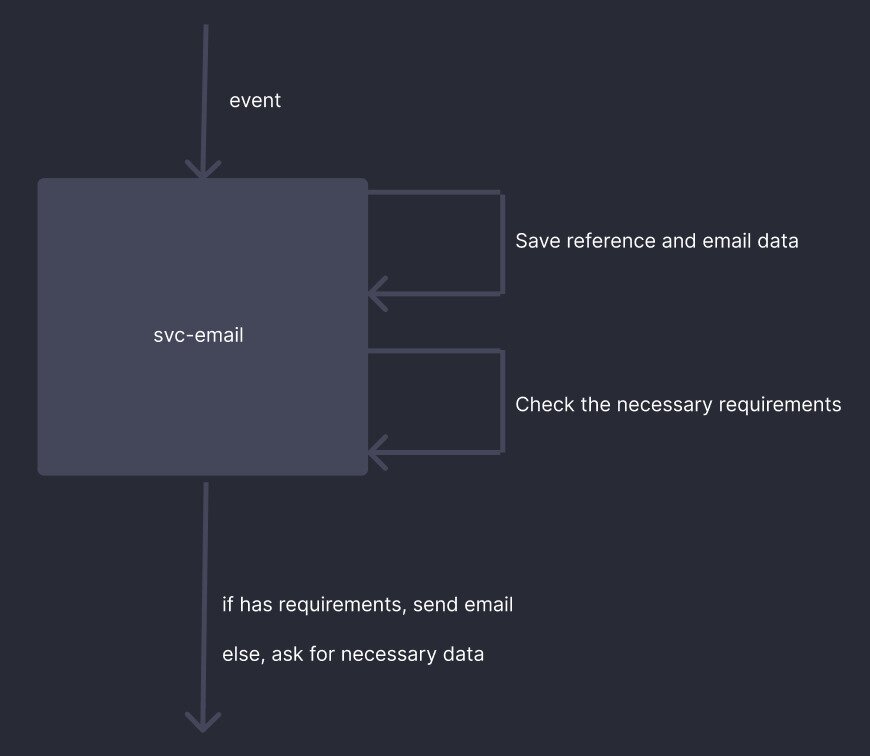 event
Save reference and email data
svc-email
Check the necessary requirements
if has requirements, send email
else, ask for necessary data